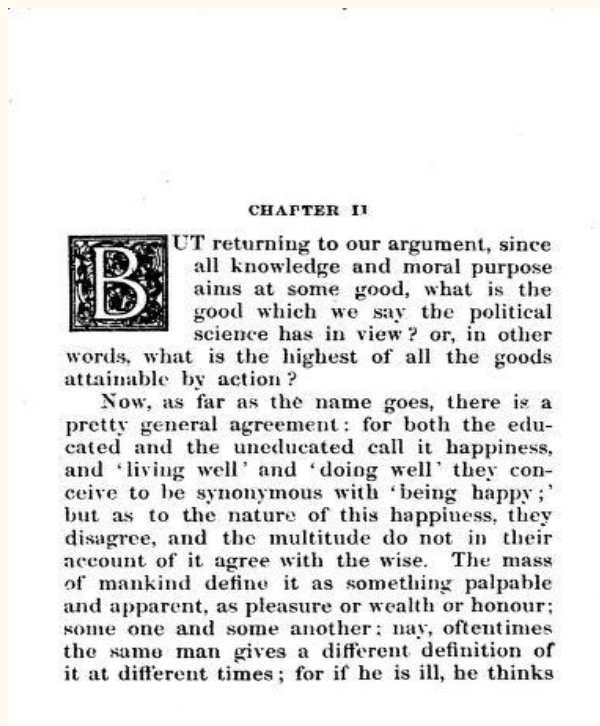 CHAPTER II
BUT returning to our argument, since
all knowledge and moral purpose
aims at some good, what is the
good which we say the political
science has in view? or, in other
words, what is the highest of all the goods
attainable by action?
Now, as far as the name goes, there is a
pretty general agreement: for both the edu-
cated and the uneducated call it happiness,
and ‘living well’ and ‘doing well’ they con-
ceive to be synonymous with ‘being happy;’
but as to the nature of this happiness, they
disagree, and the multitude do not in their
account of it agree with the wise. The mass
of mankind define it as something palpable
and apparent, as pleasure or wealth or honour;
some one and some another; nay, oftentimes
the same man gives a different definition of
it at different times; for if he is ill, he thinks